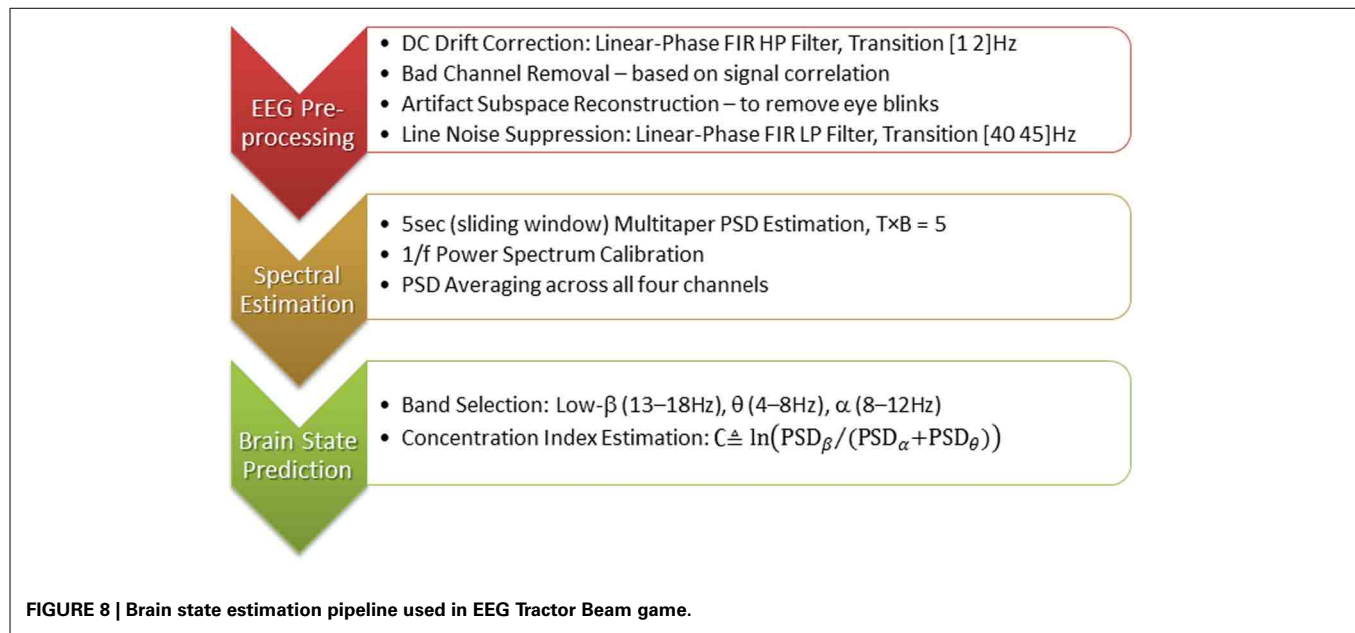 EEG Pre-
processing
• DC Drift Correction: Linear-Phase FIR HP Filter, Transition [1 2]Hz
• Bad Channel Removal – based on signal correlation
• Artifact Subspace Reconstruction – to remove eye blinks
• Line Noise Suppression: Linear-Phase FIR LP Filter, Transition [40 45]Hz
Spectral
Estimation
• 5sec (sliding window) Multitaper PSD Estimation, T×B = 5
• 1/f Power Spectrum Calibration
• PSD Averaging across all four channels
Brain State
Prediction
• Band Selection: Low-β (13–18Hz), θ (4–8Hz), α (8–12Hz)
• Concentration Index Estimation: C≜ ln(PSD_β/(PSD_α+PSD_θ))
FIGURE 8 | Brain state estimation pipeline used in EEG Tractor Beam game.